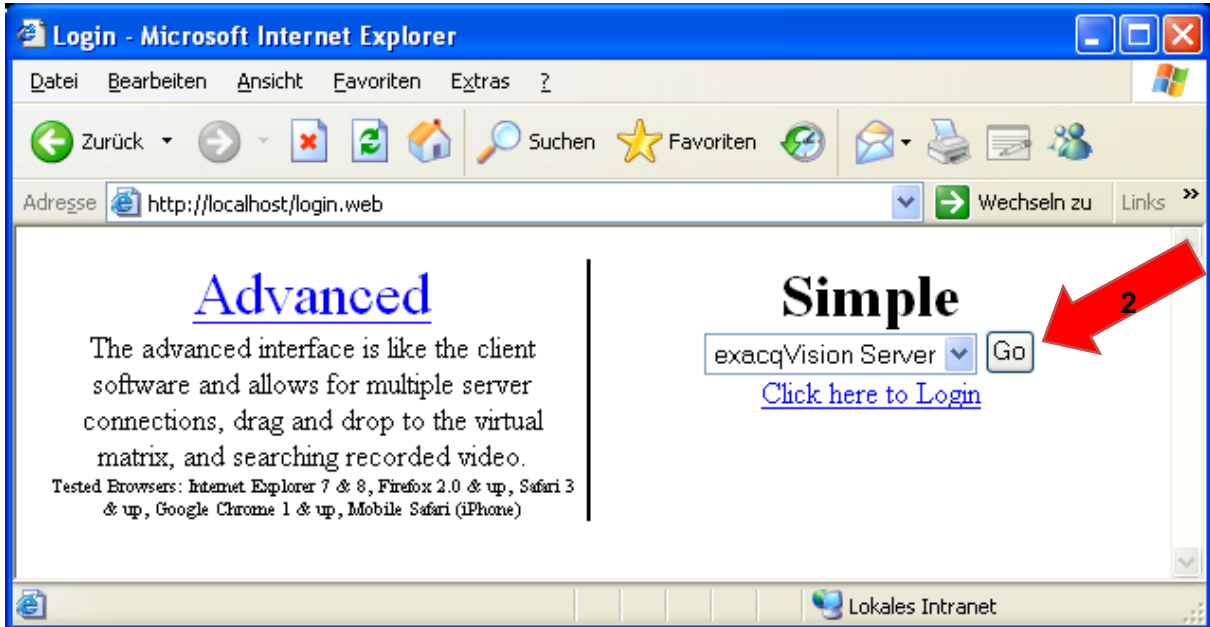 Login - Microsoft Internet Explorer
Datei Bearbeiten Ansicht Favoriten Extras ?
Zurück Suchen Favoriten
Adresse http://localhost/login.web Wechseln zu Links »
Advanced
The advanced interface is like the client
software and allows for multiple server
connections, drag and drop to the virtual
matrix, and searching recorded video.
Tested Browsers: Internet Explorer 7 & 8, Firefox 2.0 & up, Safari 3
& up, Google Chrome 1 & up, Mobile Safari (iPhone)
Simple
2
exacqVision Server Go
Click here to Login
Lokales Intranet